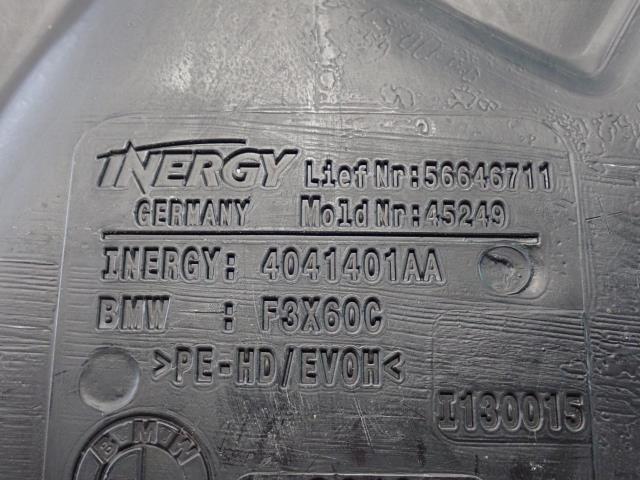 INERGY Lief Nr:56646711
GERMANY Mold Nr:45249
INERGY: 4041401AA
BMW : F3X60C
>PE-HD/EVOH<
I130015
BMW